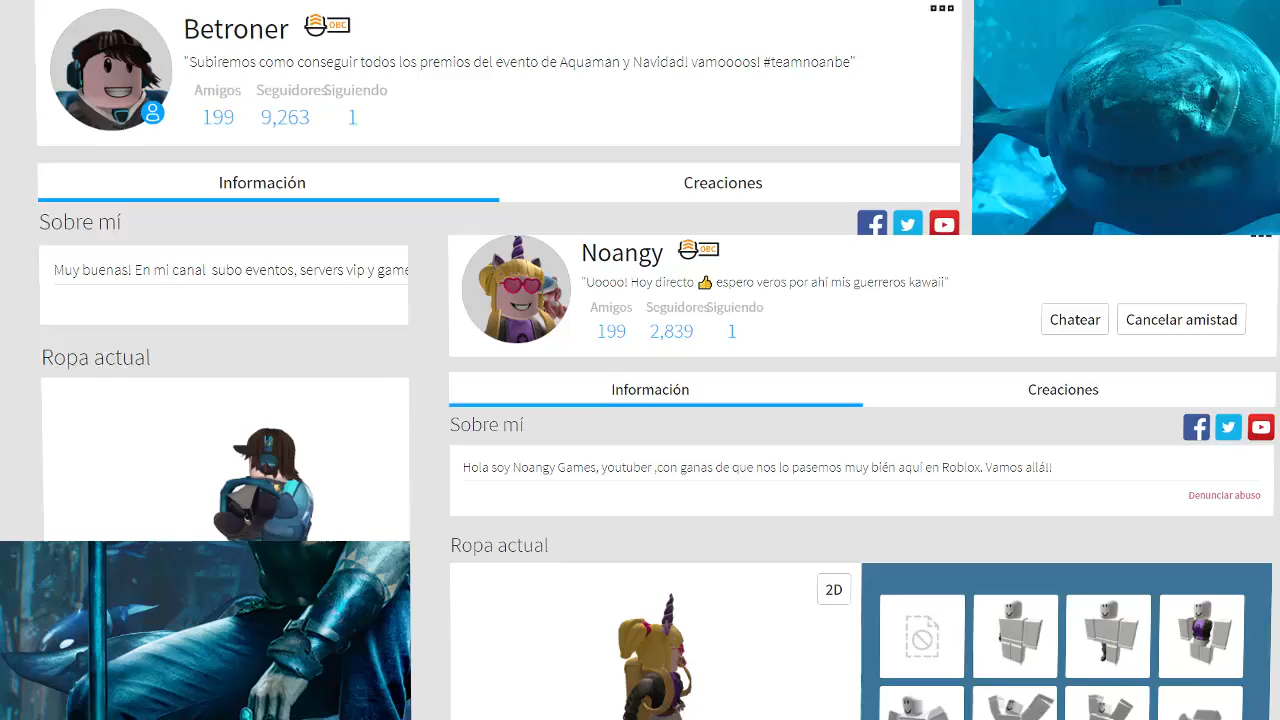 Betroner OBC
"Subiremos como conseguir todos los premios del evento de Aquaman y Navidad! vamoooos! #teamnoanbe"
Amigos Seguidores Siguiendo
199 9,263 1
Información Creaciones
Sobre mí
Muy buenas! En mi canal subo eventos, servers vip y game
Ropa actual
Noangy OBC
"Uoooo! Hoy directo 👍 espero veros por ahí mis guerreros kawaii"
Amigos Seguidores Siguiendo
199 2,839 1
Chatear Cancelar amistad
Información Creaciones
Sobre mí
Hola soy Noangy Games, youtuber ,con ganas de que nos lo pasemos muy bién aquí en Roblox. Vamos allá!!
Denunciar abuso
Ropa actual
2D